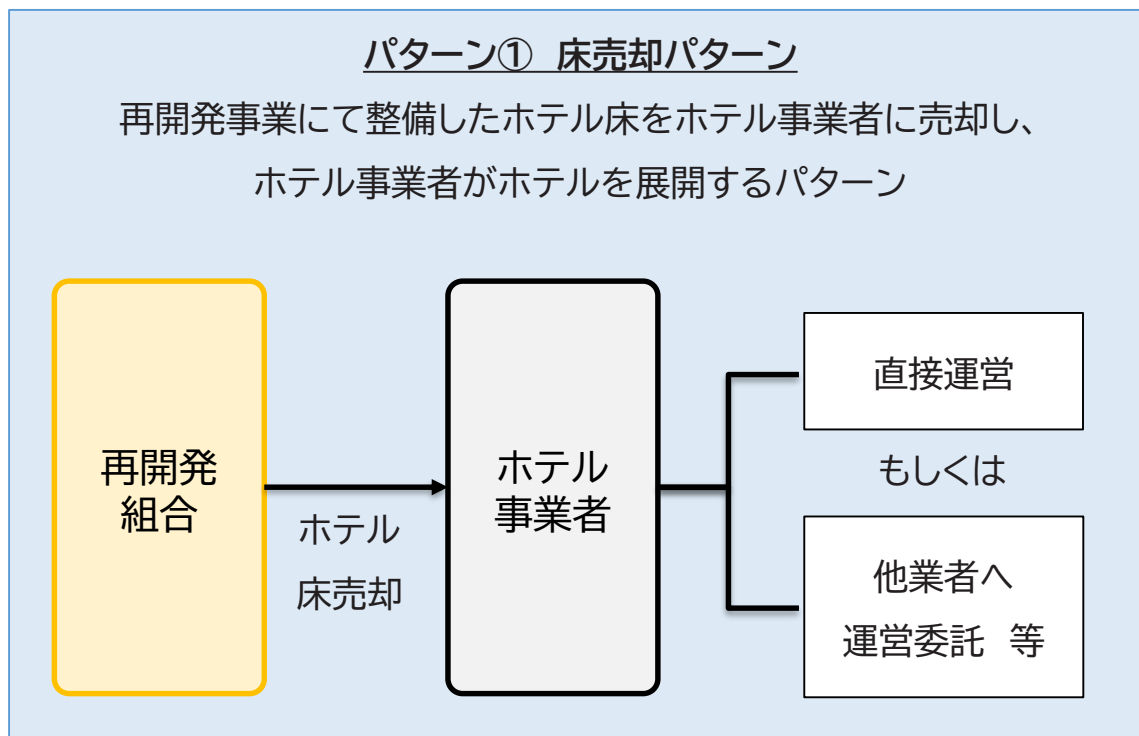 パターン① 床売却パターン
再開発事業にて整備したホテル床をホテル事業者に売却し、
ホテル事業者がホテルを展開するパターン
再開発
組合
ホテル
床売却
ホテル
事業者
直接運営
もしくは
他業者へ
運営委託 等